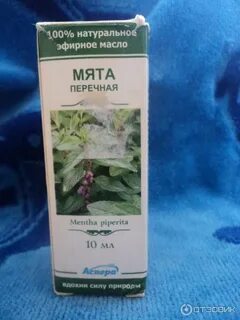 100% натуральное
эфирное масло
МЯТА
ПЕРЕЧНАЯ
Mentha piperita
10 мл
Аспера
вдохни силу природы
ОТЗОВИК